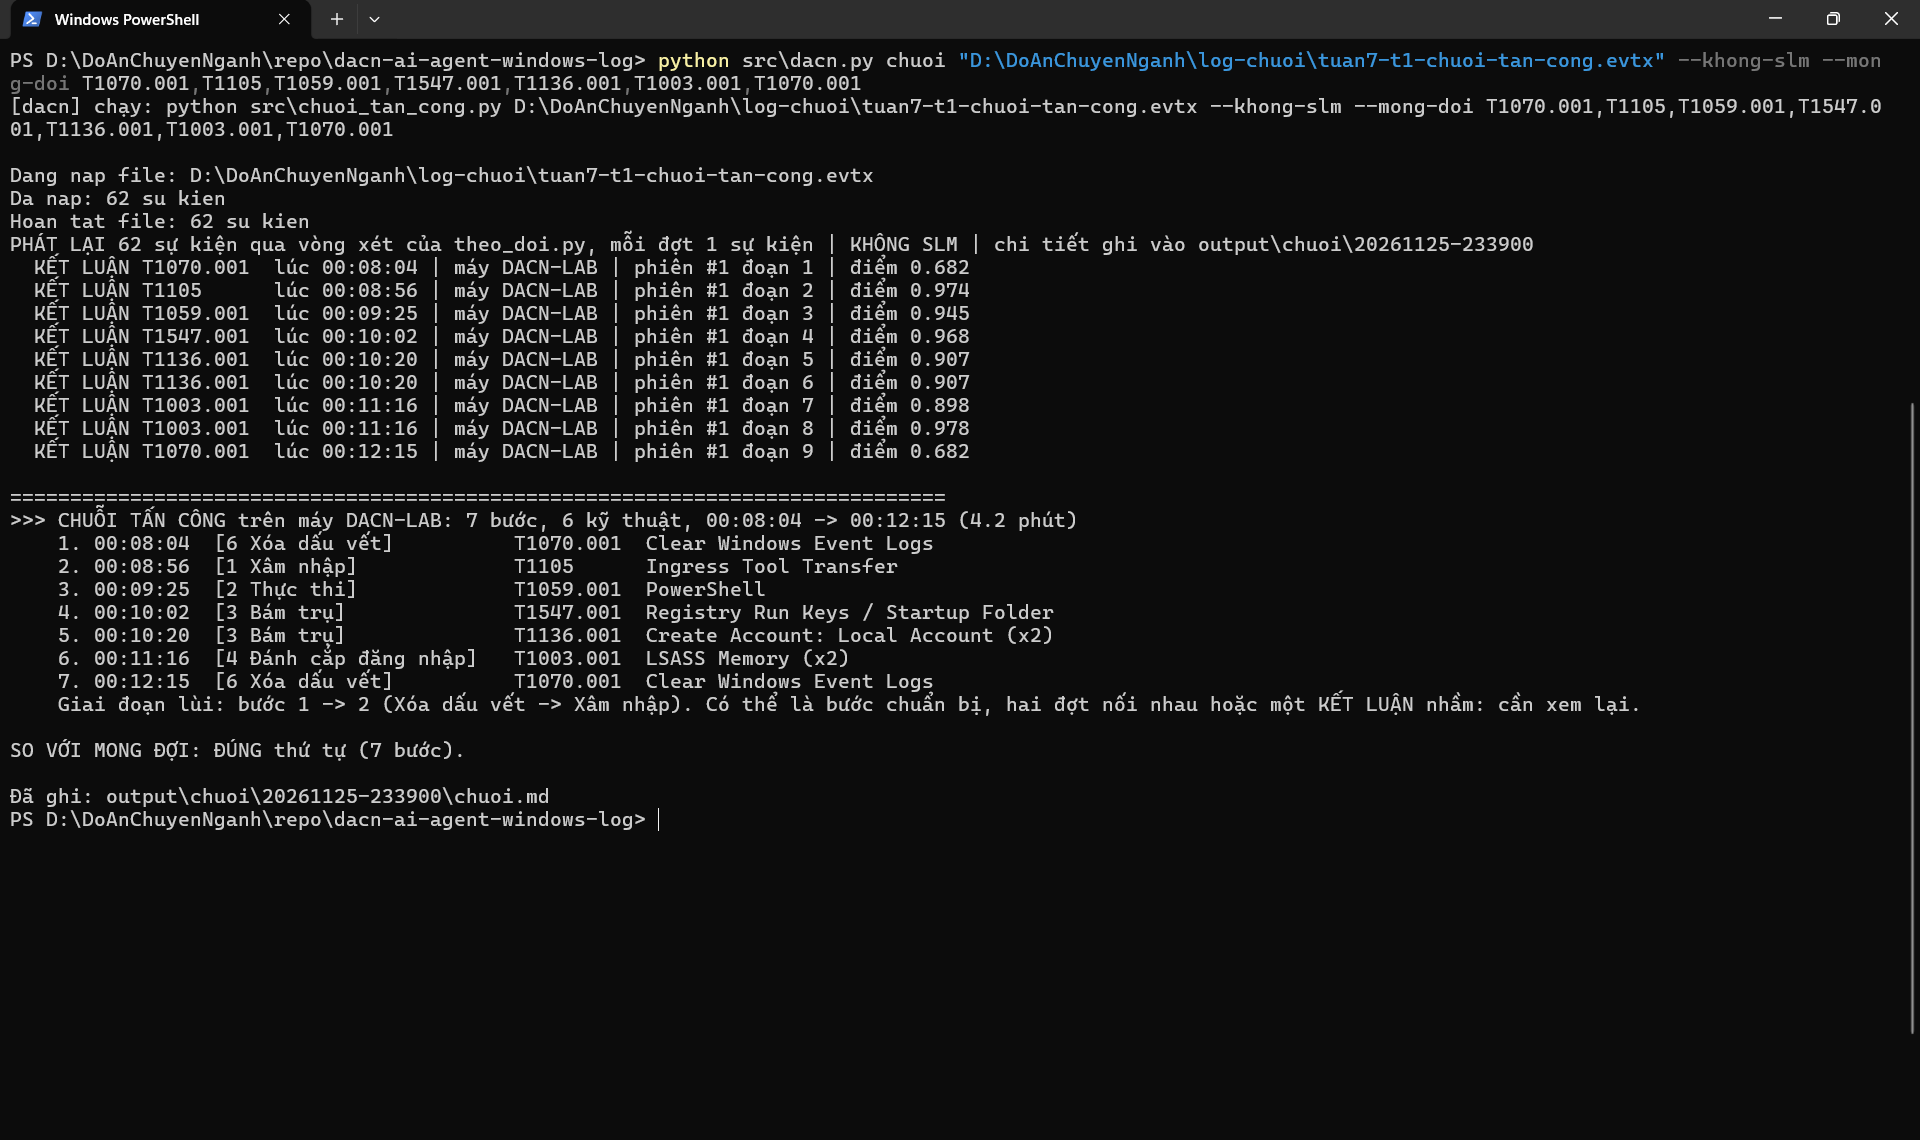 Windows PowerShell
PS D:\DoAnChuyenNganh\repo\dacn-ai-agent-windows-log> python src\dacn.py chuoi "D:\DoAnChuyenNganh\log-chuoi\tuan7-t1-chuoi-tan-cong.evtx" --khong-slm --mon
g-doi T1070.001,T1105,T1059.001,T1547.001,T1136.001,T1003.001,T1070.001
[dacn] chạy: python src\chuoi_tan_cong.py D:\DoAnChuyenNganh\log-chuoi\tuan7-t1-chuoi-tan-cong.evtx --khong-slm --mong-doi T1070.001,T1105,T1059.001,T1547.0
01,T1136.001,T1003.001,T1070.001
Dang nap file: D:\DoAnChuyenNganh\log-chuoi\tuan7-t1-chuoi-tan-cong.evtx
Da nap: 62 su kien
Hoan tat file: 62 su kien
PHÁT LẠI 62 sự kiện qua vòng xét của theo_doi.py, mỗi đợt 1 sự kiện | KHÔNG SLM | chi tiết ghi vào output\chuoi\20261125-233900
KẾT LUẬN T1070.001  lúc 00:08:04 | máy DACN-LAB | phiên #1 đoạn 1 | điểm 0.682
KẾT LUẬN T1105      lúc 00:08:56 | máy DACN-LAB | phiên #1 đoạn 2 | điểm 0.974
KẾT LUẬN T1059.001  lúc 00:09:25 | máy DACN-LAB | phiên #1 đoạn 3 | điểm 0.945
KẾT LUẬN T1547.001  lúc 00:10:02 | máy DACN-LAB | phiên #1 đoạn 4 | điểm 0.968
KẾT LUẬN T1136.001  lúc 00:10:20 | máy DACN-LAB | phiên #1 đoạn 5 | điểm 0.907
KẾT LUẬN T1136.001  lúc 00:10:20 | máy DACN-LAB | phiên #1 đoạn 6 | điểm 0.907
KẾT LUẬN T1003.001  lúc 00:11:16 | máy DACN-LAB | phiên #1 đoạn 7 | điểm 0.898
KẾT LUẬN T1003.001  lúc 00:11:16 | máy DACN-LAB | phiên #1 đoạn 8 | điểm 0.978
KẾT LUẬN T1070.001  lúc 00:12:15 | máy DACN-LAB | phiên #1 đoạn 9 | điểm 0.682
==============================================================================
>>> CHUỖI TẤN CÔNG trên máy DACN-LAB: 7 bước, 6 kỹ thuật, 00:08:04 -> 00:12:15 (4.2 phút)
1. 00:08:04  [6 Xóa dấu vết]          T1070.001  Clear Windows Event Logs
2. 00:08:56  [1 Xâm nhập]             T1105      Ingress Tool Transfer
3. 00:09:25  [2 Thực thi]             T1059.001  PowerShell
4. 00:10:02  [3 Bám trụ]              T1547.001  Registry Run Keys / Startup Folder
5. 00:10:20  [3 Bám trụ]              T1136.001  Create Account: Local Account (x2)
6. 00:11:16  [4 Đánh cắp đăng nhập]   T1003.001  LSASS Memory (x2)
7. 00:12:15  [6 Xóa dấu vết]          T1070.001  Clear Windows Event Logs
Giai đoạn lùi: bước 1 -> 2 (Xóa dấu vết -> Xâm nhập). Có thể là bước chuẩn bị, hai đợt nối nhau hoặc một KẾT LUẬN nhầm: cần xem lại.
SO VỚI MONG ĐỢI: ĐÚNG thứ tự (7 bước).
Đã ghi: output\chuoi\20261125-233900\chuoi.md
PS D:\DoAnChuyenNganh\repo\dacn-ai-agent-windows-log>